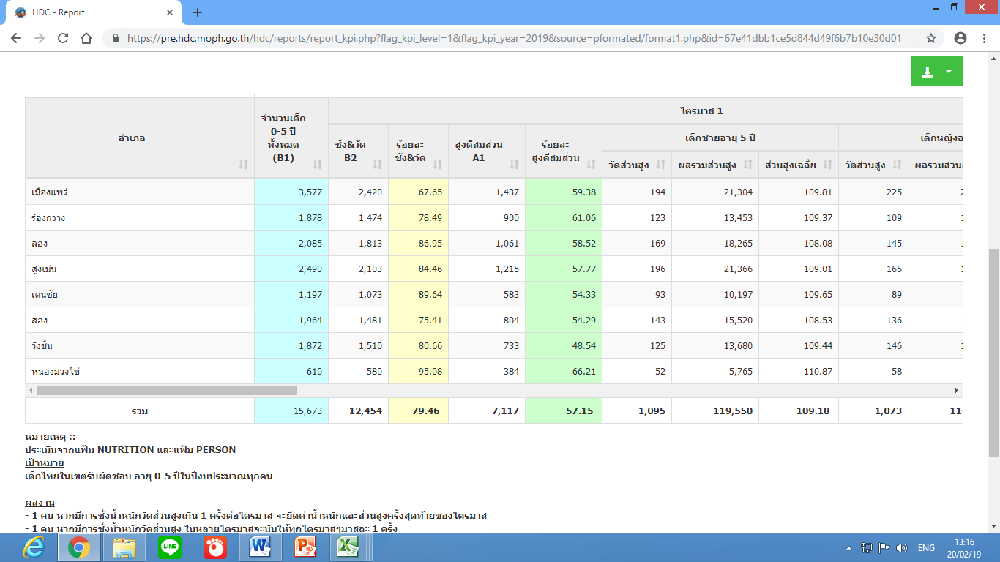 HDC - Report
https://pre.hdc.moph.go.th/hdc/reports/report_kpi.php?flag_kpi_level=1&flag_kpi_year=2019&source=pformated/format1.php&id=67e41dbb1ce5d844d49f6b7b10e30d01
อำเภอ
จำนวนเด็ก
0-5 ปี
ทั้งหมด
(B1)
ไตรมาส 1
ชั่ง&วัด
B2
ร้อยละ
ชั่ง&วัด
สูงดีสมส่วน
A1
ร้อยละ
สูงดีสมส่วน
เด็กชายอายุ 5 ปี
เด็กหญิงอ
วัดส่วนสูง ผลรวมส่วนสูง ส่วนสูงเฉลี่ย วัดส่วนสูง ผลรวมส่วน
เมืองแพร่ 3,577 2,420 67.65 1,437 59.38 194 21,304 109.81 225
ร้องกวาง 1,878 1,474 78.49 900 61.06 123 13,453 109.37 109
ลอง 2,085 1,813 86.95 1,061 58.52 169 18,265 108.08 145
สูงเม่น 2,490 2,103 84.46 1,215 57.77 196 21,366 109.01 165
เด่นชัย 1,197 1,073 89.64 583 54.33 93 10,197 109.65 89
สอง 1,964 1,481 75.41 804 54.29 143 15,520 108.53 136
วังชิ้น 1,872 1,510 80.66 733 48.54 125 13,680 109.44 146
หนองม่วงไข่ 610 580 95.08 384 66.21 52 5,765 110.87 58
รวม 15,673 12,454 79.46 7,117 57.15 1,095 119,550 109.18 1,073 11
หมายเหตุ ::
ประเมินจากแฟ้ม NUTRITION และแฟ้ม PERSON
เป้าหมาย
เด็กไทยในเขตรับผิดชอบ อายุ 0-5 ปีในปีงบประมาณทุกคน
ผลงาน
- 1 คน หากมีการชั่งน้ำหนักวัดส่วนสูงเกิน 1 ครั้งต่อไตรมาส จะยึดค่าน้ำหนักและส่วนสูงครั้งสุดท้ายของไตรมาส
- 1 คน หากมีการชั่งน้ำหนักวัดส่วนสูง ในหลายไตรมาสจะนับให้ทุกไตรมาสๆมาสละ 1 ครั้ง
LINE
ENG
13:16
20/02/19